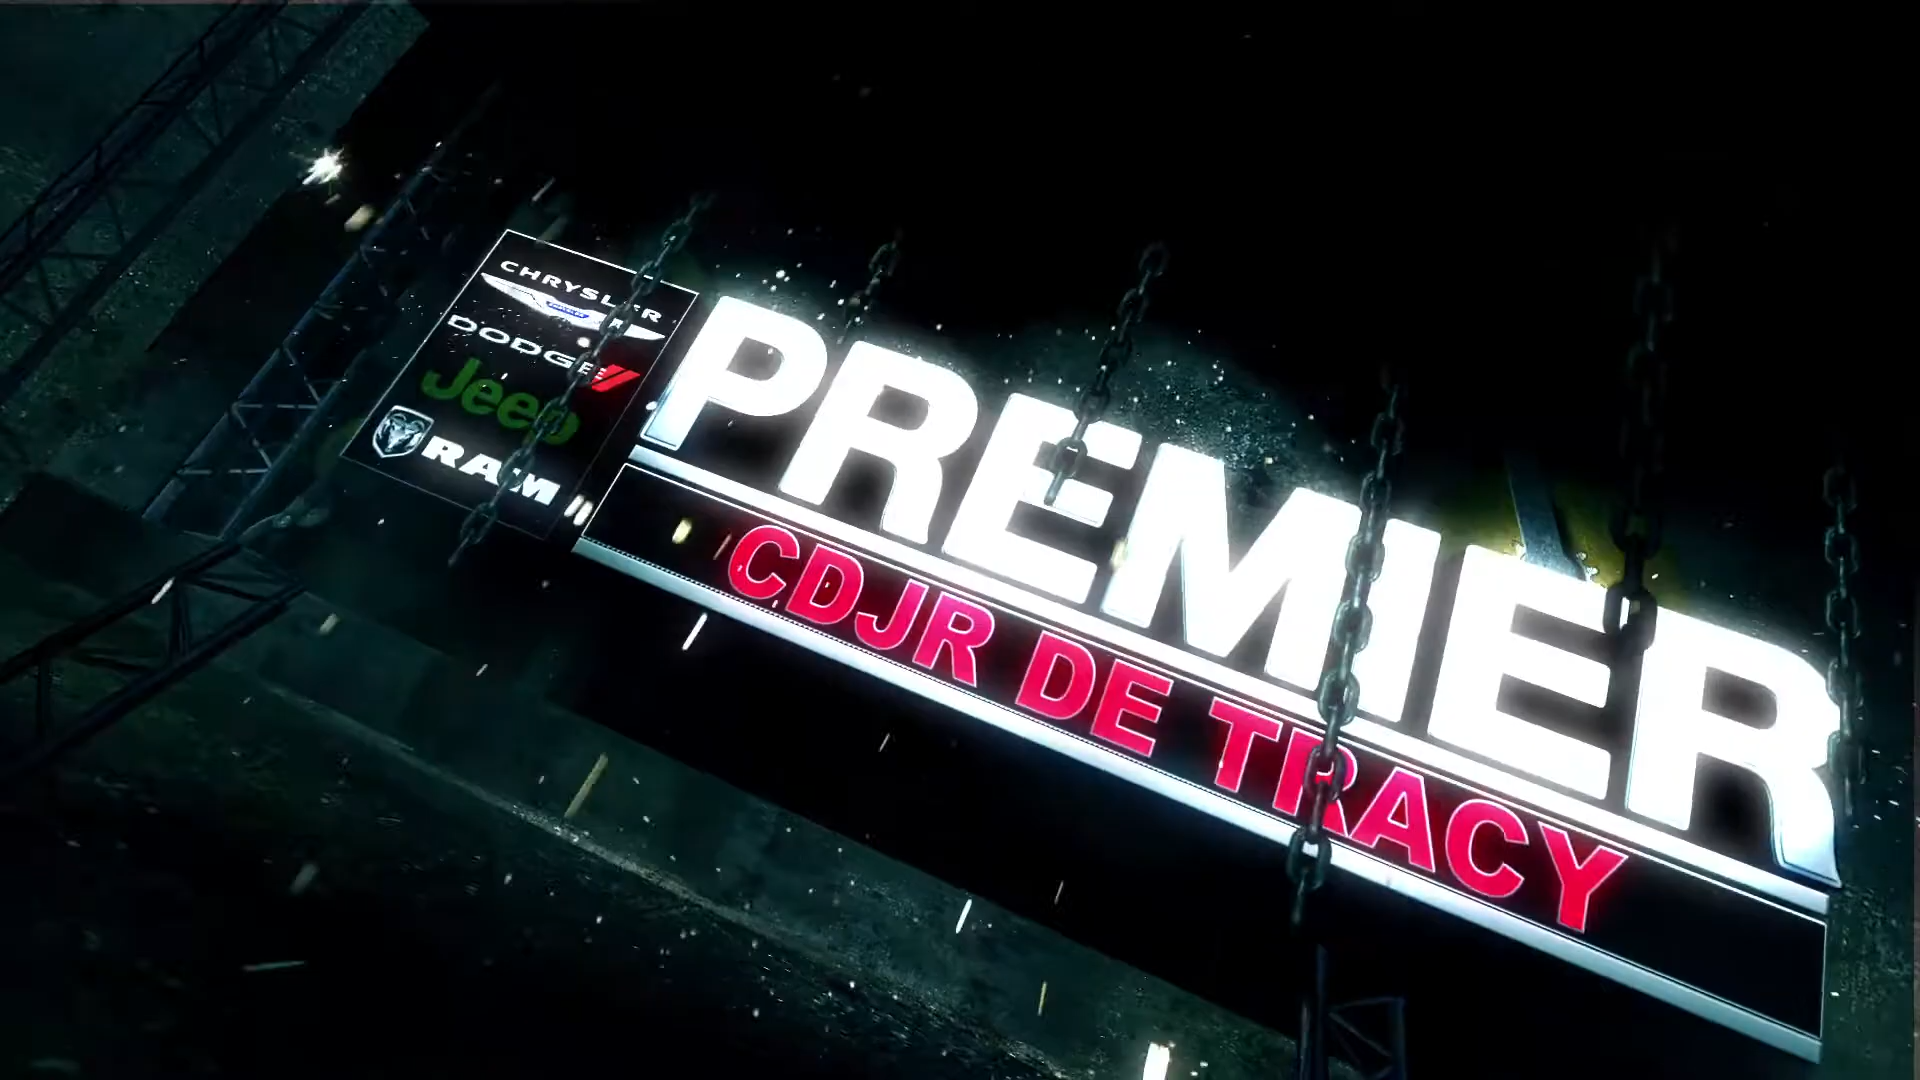 CHRYSLER
DODGE
Jeep
RAM
PREMIER
CDJR DE TRACY